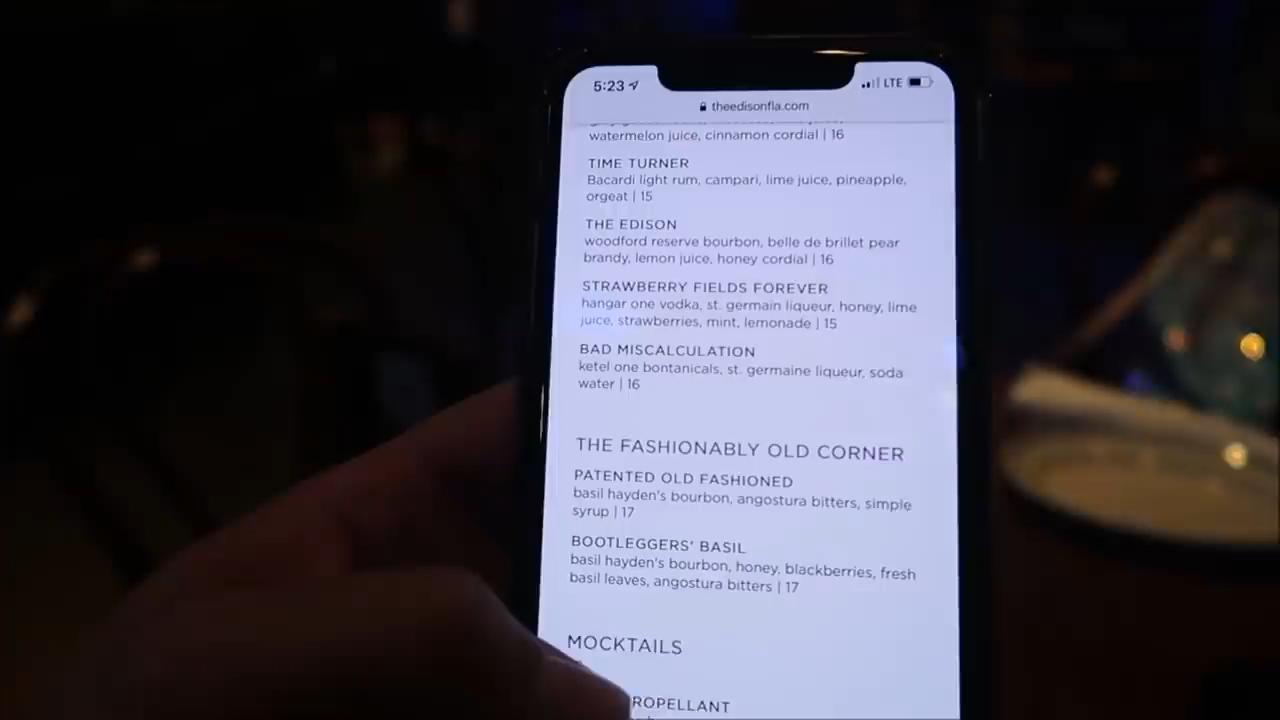 5:23
LTE
theedisonfla.com
watermelon juice, cinnamon cordial | 16
TIME TURNER
Bacardi light rum, campari, lime juice, pineapple,
orgeat | 15
THE EDISON
woodford reserve bourbon, belle de brillet pear
brandy, lemon juice, honey cordial | 16
STRAWBERRY FIELDS FOREVER
hangar one vodka, st. germain liqueur, honey, lime
juice, strawberries, mint, lemonade | 15
BAD MISCALCULATION
ketel one bontanicals, st. germaine liqueur, soda
water | 16
THE FASHIONABLY OLD CORNER
PATENTED OLD FASHIONED
basil hayden's bourbon, angostura bitters, simple
syrup | 17
BOOTLEGGERS' BASIL
basil hayden's bourbon, honey, blackberries, fresh
basil leaves, angostura bitters | 17
MOCKTAILS
ROPELLANT